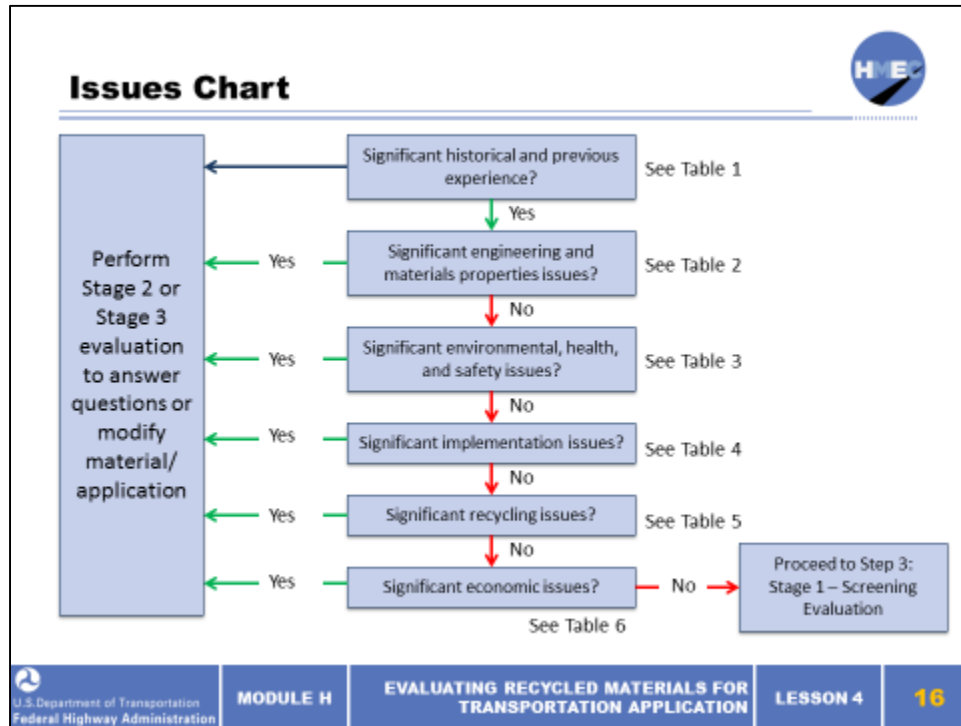 HMEC
Issues Chart
Significant historical and previous
experience?
See Table 1
Yes
Perform
Stage 2 or
Stage 3
evaluation
to answer
questions or
modify
material/
application
Yes
Significant engineering and
materials properties issues?
See Table 2
No
Yes
Significant environmental, health,
and safety issues?
See Table 3
No
Yes
Significant implementation issues?
See Table 4
No
Yes
Significant recycling issues?
See Table 5
No
Yes
Significant economic issues?
See Table 6
No
Proceed to Step 3:
Stage 1 – Screening
Evaluation
U.S.Department of Transportation
Federal Highway Administration
MODULE H
EVALUATING RECYCLED MATERIALS FOR
TRANSPORTATION APPLICATION
LESSON 4
16